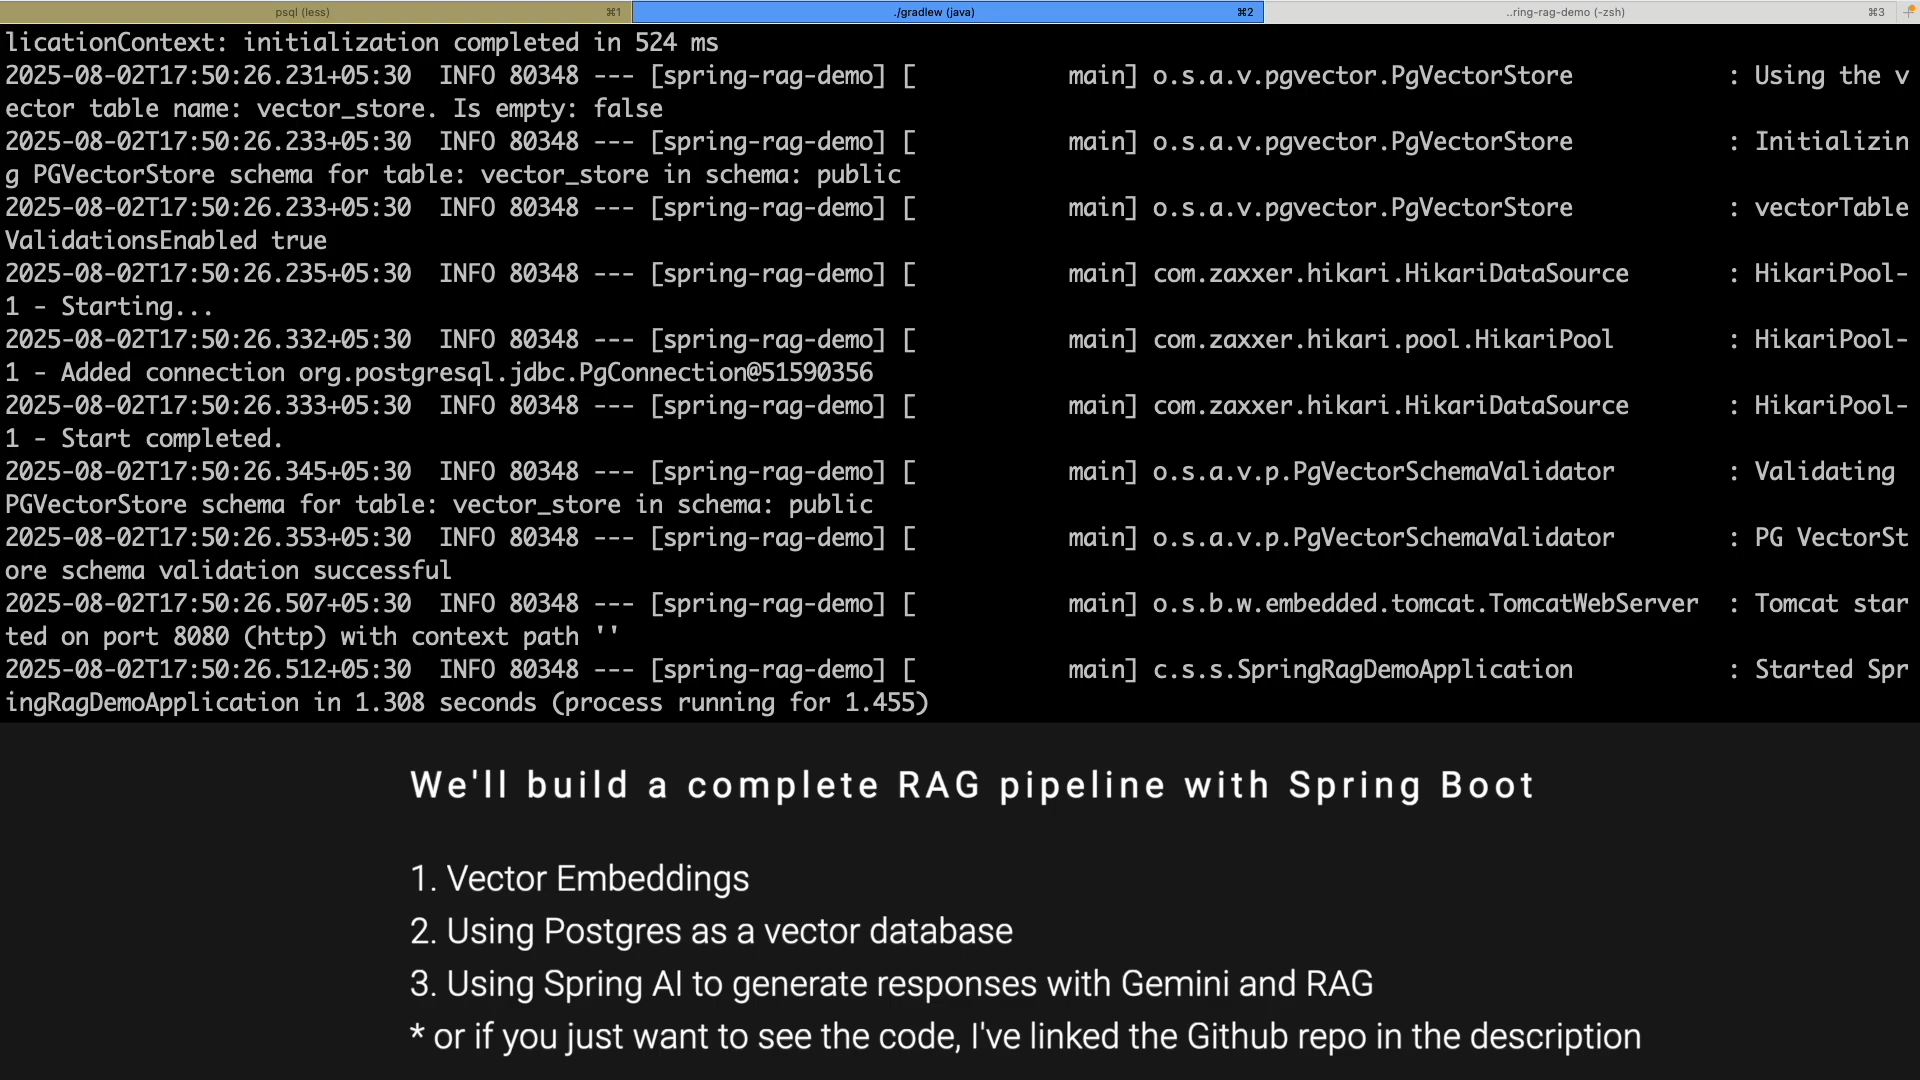 psql (less) ⌘1 ./gradlew (java) ⌘2 ..ring-rag-demo (-zsh) ⌘3
licationContext: initialization completed in 524 ms
2025-08-02T17:50:26.231+05:30  INFO 80348 --- [spring-rag-demo] [           main] o.s.a.v.pgvector.PgVectorStore           : Using the v
ector table name: vector_store. Is empty: false
2025-08-02T17:50:26.233+05:30  INFO 80348 --- [spring-rag-demo] [           main] o.s.a.v.pgvector.PgVectorStore           : Initializin
g PGVectorStore schema for table: vector_store in schema: public
2025-08-02T17:50:26.233+05:30  INFO 80348 --- [spring-rag-demo] [           main] o.s.a.v.pgvector.PgVectorStore           : vectorTable
ValidationsEnabled true
2025-08-02T17:50:26.235+05:30  INFO 80348 --- [spring-rag-demo] [           main] com.zaxxer.hikari.HikariDataSource       : HikariPool-
1 - Starting...
2025-08-02T17:50:26.332+05:30  INFO 80348 --- [spring-rag-demo] [           main] com.zaxxer.hikari.pool.HikariPool        : HikariPool-
1 - Added connection org.postgresql.jdbc.PgConnection@51590356
2025-08-02T17:50:26.333+05:30  INFO 80348 --- [spring-rag-demo] [           main] com.zaxxer.hikari.HikariDataSource       : HikariPool-
1 - Start completed.
2025-08-02T17:50:26.345+05:30  INFO 80348 --- [spring-rag-demo] [           main] o.s.a.v.p.PgVectorSchemaValidator        : Validating
PGVectorStore schema for table: vector_store in schema: public
2025-08-02T17:50:26.353+05:30  INFO 80348 --- [spring-rag-demo] [           main] o.s.a.v.p.PgVectorSchemaValidator        : PG VectorSt
ore schema validation successful
2025-08-02T17:50:26.507+05:30  INFO 80348 --- [spring-rag-demo] [           main] o.s.b.w.embedded.tomcat.TomcatWebServer  : Tomcat star
ted on port 8080 (http) with context path ''
2025-08-02T17:50:26.512+05:30  INFO 80348 --- [spring-rag-demo] [           main] c.s.s.SpringRagDemoApplication           : Started Spr
ingRagDemoApplication in 1.308 seconds (process running for 1.455)
We'll build a complete RAG pipeline with Spring Boot
1. Vector Embeddings
2. Using Postgres as a vector database
3. Using Spring AI to generate responses with Gemini and RAG
* or if you just want to see the code, I've linked the Github repo in the description